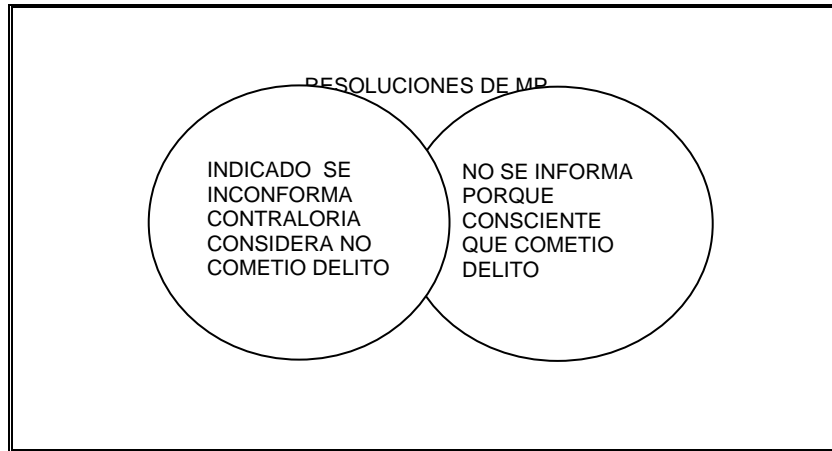 RESOLUCIONES DE MP
INDICADO SE
INCONFORMA
CONTRALORIA
CONSIDERA NO
COMETIO DELITO
NO SE INFORMA
PORQUE
CONSCIENTE
QUE COMETIO
DELITO